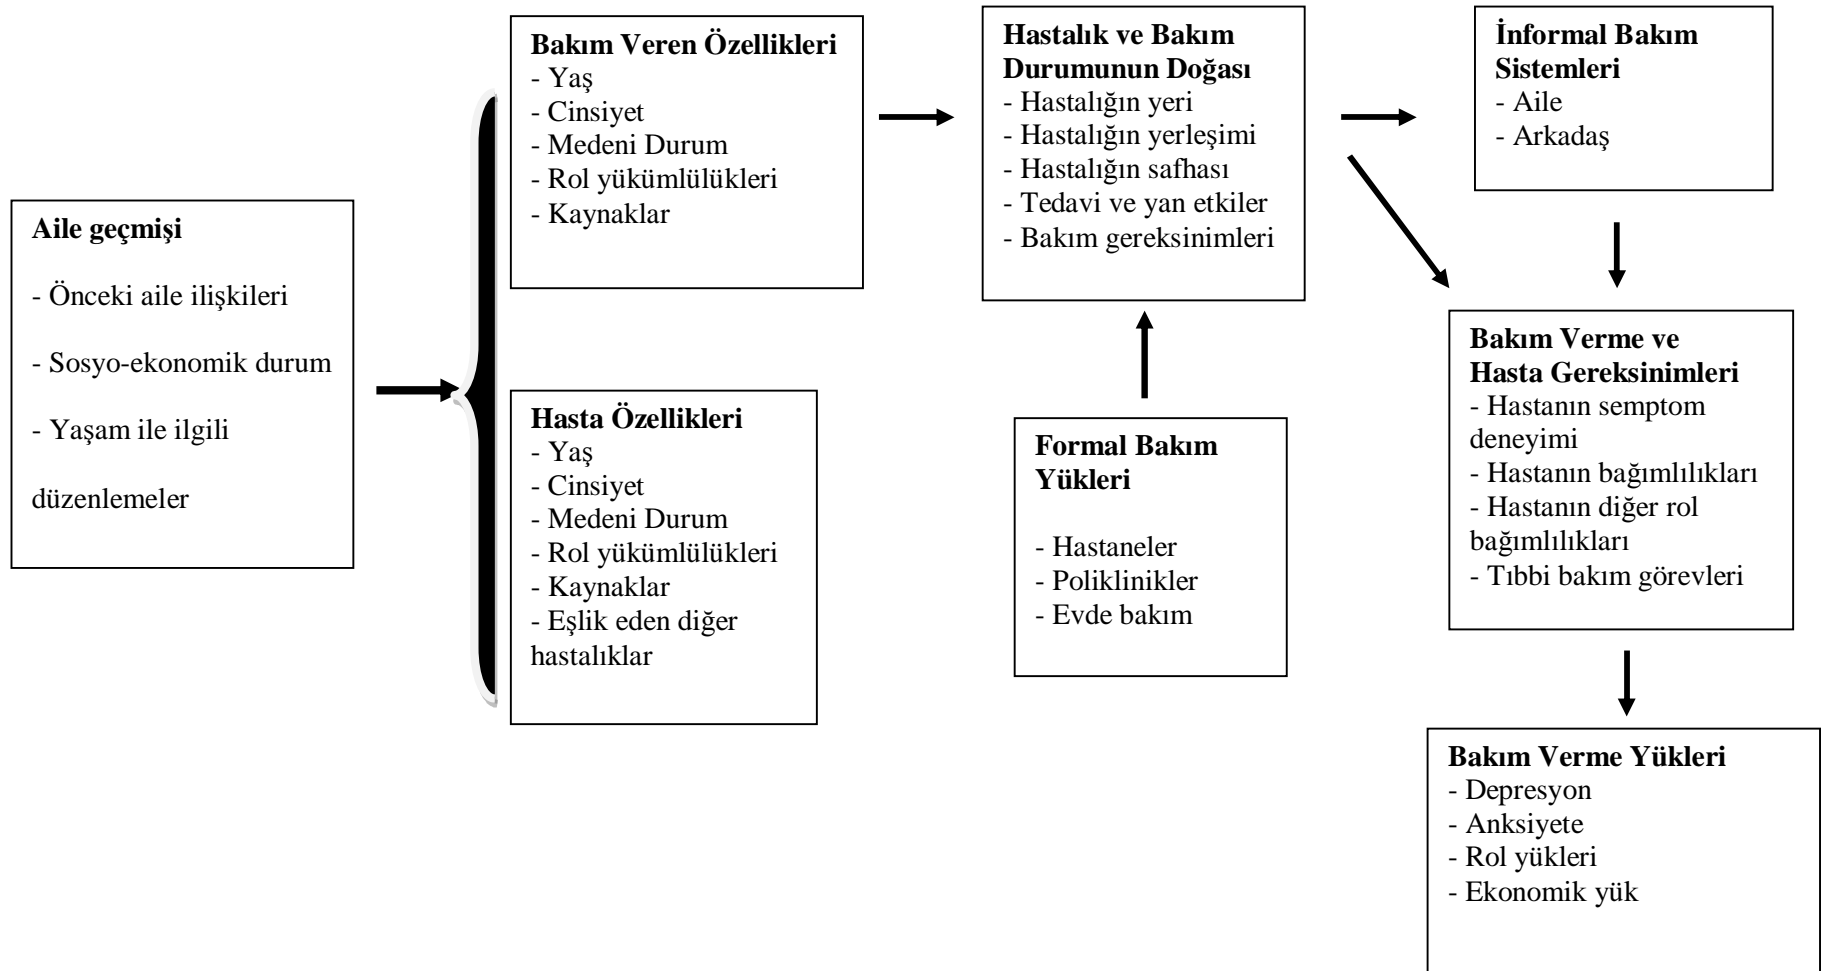 Aile geçmişi
- Önceki aile ilişkileri
- Sosyo-ekonomik durum
- Yaşam ile ilgili
düzenlemeler
Bakım Veren Özellikleri
- Yaş
- Cinsiyet
- Medeni Durum
- Rol yükümlülükleri
- Kaynaklar
Hasta Özellikleri
- Yaş
- Cinsiyet
- Medeni Durum
- Rol yükümlülükleri
- Kaynaklar
- Eşlik eden diğer
hastalıklar
Hastalık ve Bakım
Durumunun Doğası
- Hastalığın yeri
- Hastalığın yerleşimi
- Hastalığın safhası
- Tedavi ve yan etkiler
- Bakım gereksinimleri
Formal Bakım
Yükleri
- Hastaneler
- Poliklinikler
- Evde bakım
İnformal Bakım
Sistemleri
- Aile
- Arkadaş
Bakım Verme ve
Hasta Gereksinimleri
- Hastanın semptom
deneyimi
- Hastanın bağımlılıkları
- Hastanın diğer rol
bağımlılıkları
- Tıbbi bakım görevleri
Bakım Verme Yükleri
- Depresyon
- Anksiyete
- Rol yükleri
- Ekonomik yük